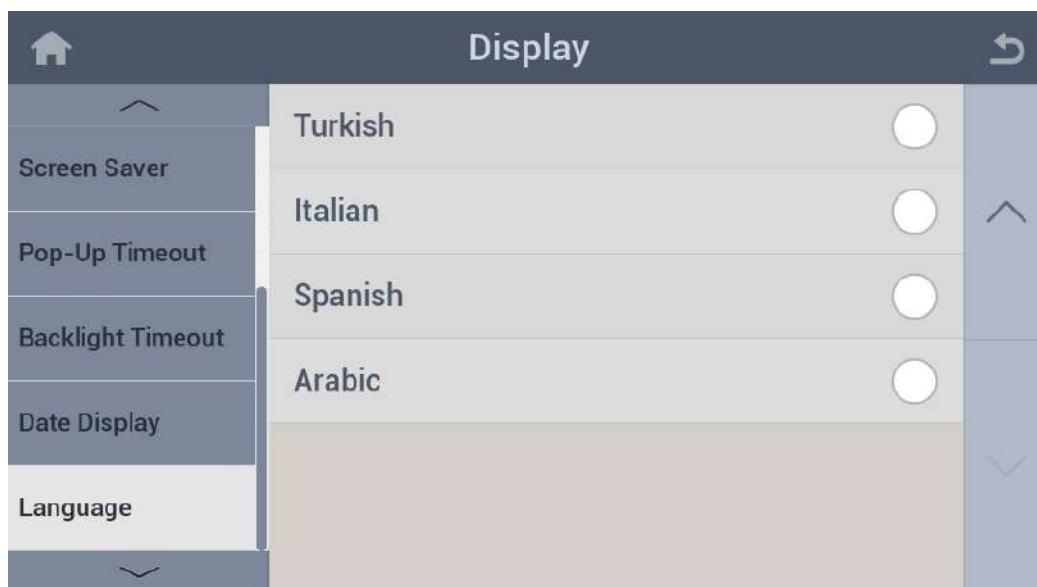 Display
Screen Saver
Pop-Up Timeout
Backlight Timeout
Date Display
Language
Turkish
Italian
Spanish
Arabic